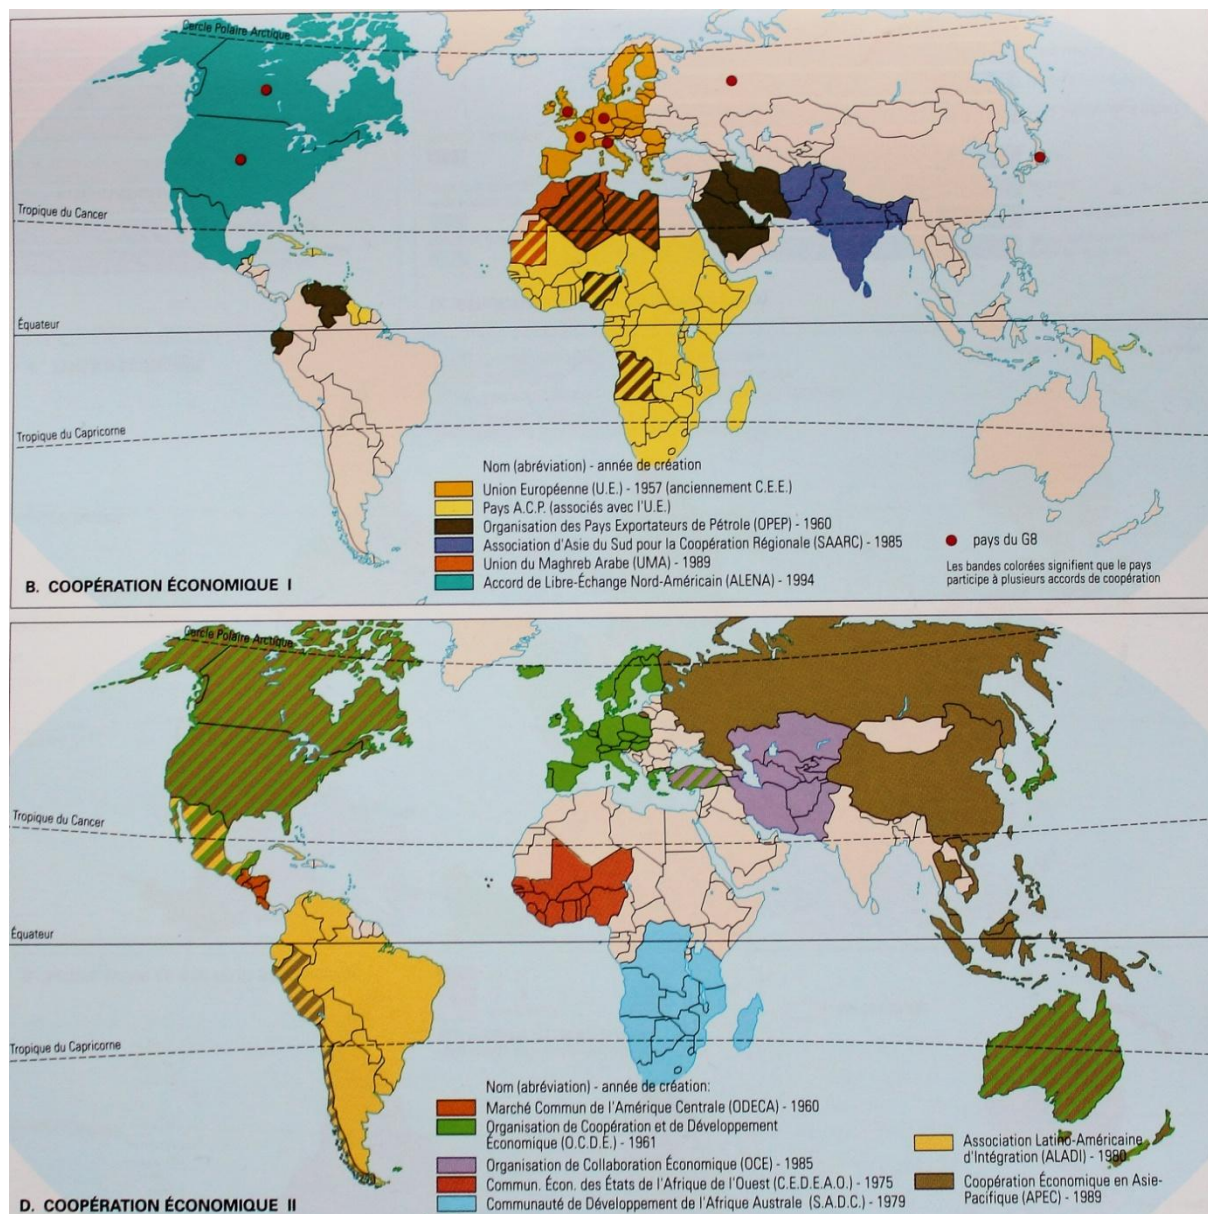 Cercle Polaire Arctique
Tropique du Cancer
Équateur
Tropique du Capricorne
Nom (abréviation) - année de création
Union Européenne (U.E.) - 1957 (anciennement C.E.E.)
Pays A.C.P. (associés avec l'U.E.)
Organisation des Pays Exportateurs de Pétrole (OPEP) - 1960
Association d'Asie du Sud pour la Coopération Régionale (SAARC) - 1985
Union du Maghreb Arabe (UMA) - 1989
Accord de Libre-Échange Nord-Américain (ALENA) - 1994
pays du G8
Les bandes colorées signifient que le pays
participe à plusieurs accords de coopération
B. COOPÉRATION ÉCONOMIQUE I
Cercle Polaire Arctique
Tropique du Cancer
Équateur
Tropique du Capricorne
Nom (abréviation) - année de création:
Marché Commun de l'Amérique Centrale (ODECA) - 1960
Organisation de Coopération et de Développement
Économique (O.C.D.E.) - 1961
Organisation de Collaboration Économique (OCE) - 1985
Commun. Écon. des États de l'Afrique de l'Ouest (C.E.D.E.A.O.) - 1975
Communauté de Développement de l'Afrique Australe (S.A.D.C.) - 1979
Association Latino-Américaine
d'Intégration (ALADI) - 1980
Coopération Économique en Asie-
Pacifique (APEC) - 1989
D. COOPÉRATION ÉCONOMIQUE II